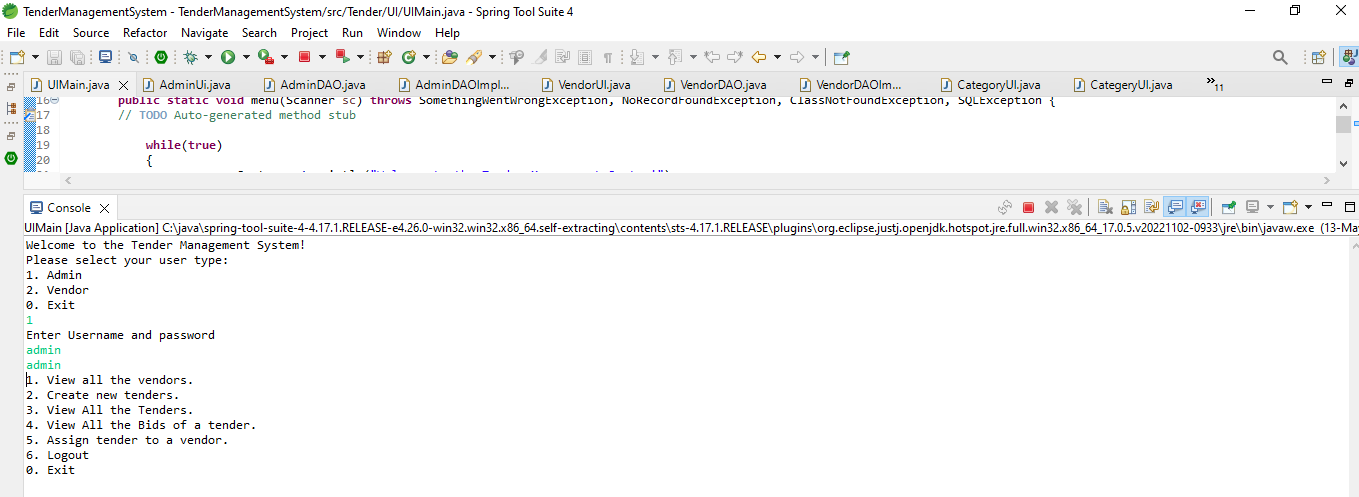 TenderManagementSystem - TenderManagementSystem/src/Tender/UI/UIMain.java - Spring Tool Suite 4
File Edit Source Refactor Navigate Search Project Run Window Help
UIMain.java AdminUi.java AdminDAO.java AdminDAOImpl... VendorUI.java VendorDAO.java VendorDAOIm... CategoryUI.java CategeryUI.java »11
16 public static void menu(Scanner sc) throws SomethingWentWrongException, NoRecordFoundException, ClassNotFoundException, SQLException {
17 // TODO Auto-generated method stub
18
19 while(true)
20 {
Console
UIMain [Java Application] C:\java\spring-tool-suite-4-4.17.1.RELEASE-e4.26.0-win32.win32.x86_64.self-extracting\contents\sts-4.17.1.RELEASE\plugins\org.eclipse.justj.openjdk.hotspot.jre.full.win32.x86_64_17.0.5.v20221102-0933\jre\bin\javaw.exe (13-Ma
Welcome to the Tender Management System!
Please select your user type:
1. Admin
2. Vendor
0. Exit
1
Enter Username and password
admin
admin
1. View all the vendors.
2. Create new tenders.
3. View All the Tenders.
4. View All the Bids of a tender.
5. Assign tender to a vendor.
6. Logout
0. Exit